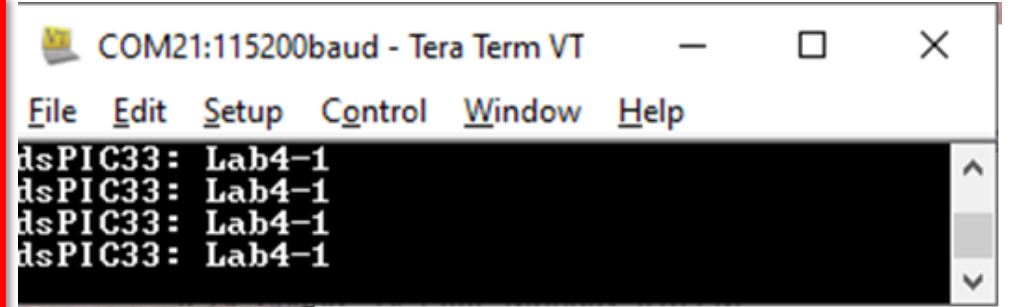 COM21:115200baud - Tera Term VT
File Edit Setup Control Window Help
dsPIC33: Lab4-1
dsPIC33: Lab4-1
dsPIC33: Lab4-1
dsPIC33: Lab4-1